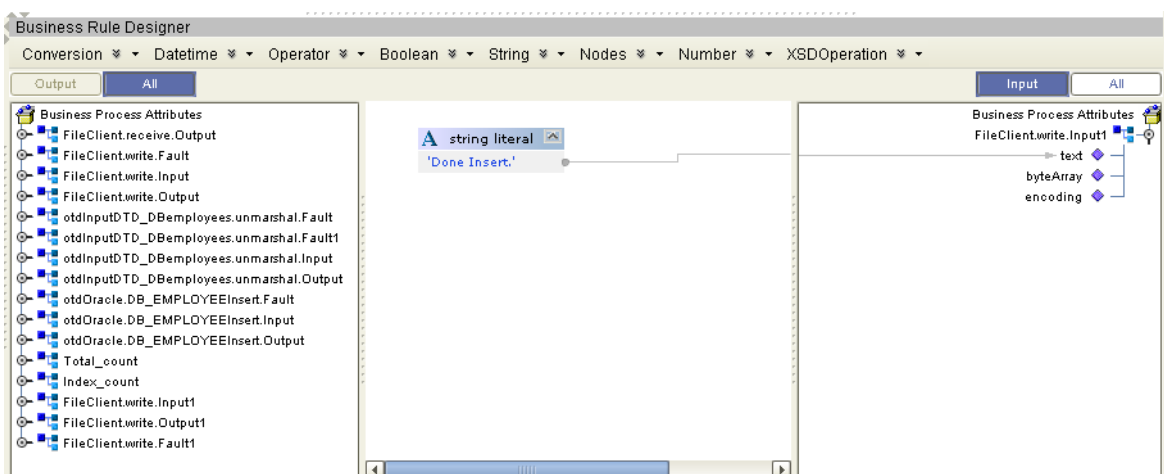 Business Rule Designer
Conversion Datetime Operator Boolean String Nodes Number XSDOperation
Output All Input All
Business Process Attributes
FileClient.receive.Output
FileClient.write.Fault
FileClient.write.Input
FileClient.write.Output
otdInputDTD_DBemployees.unmarshal.Fault
otdInputDTD_DBemployees.unmarshal.Fault1
otdInputDTD_DBemployees.unmarshal.Input
otdInputDTD_DBemployees.unmarshal.Output
otdOracle.DB_EMPLOYEEInsert.Fault
otdOracle.DB_EMPLOYEEInsert.Input
otdOracle.DB_EMPLOYEEInsert.Output
Total_count
Index_count
FileClient.write.Input1
FileClient.write.Output1
FileClient.write.Fault1
A string literal
'Done Insert.'
Business Process Attributes
FileClient.write.Input1
text
byteArray
encoding